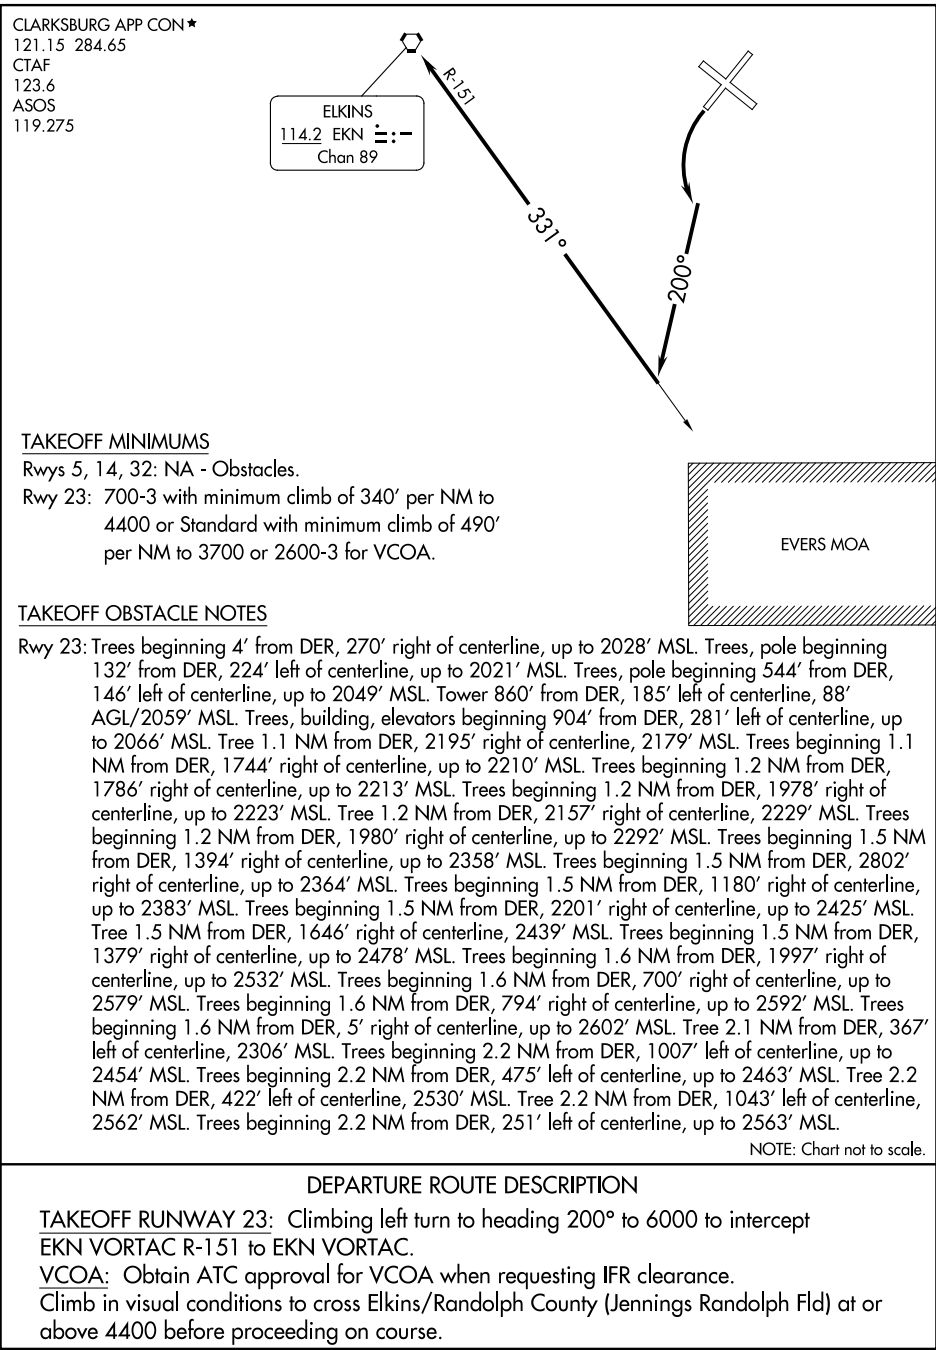 CLARKSBURG APP CON★
121.15 284.65
CTAF
123.6
ASOS
119.275
ELKINS
114.2 EKN
Chan 89
R-151
331°
200°
TAKEOFF MINIMUMS
Rwys 5, 14, 32: NA - Obstacles.
Rwy 23: 700-3 with minimum climb of 340′ per NM to
4400 or Standard with minimum climb of 490′
per NM to 3700 or 2600-3 for VCOA.
EVERS MOA
TAKEOFF OBSTACLE NOTES
Rwy 23: Trees beginning 4′ from DER, 270′ right of centerline, up to 2028′ MSL. Trees, pole beginning
132′ from DER, 224′ left of centerline, up to 2021′ MSL. Trees, pole beginning 544′ from DER,
146′ left of centerline, up to 2049′ MSL. Tower 860′ from DER, 185′ left of centerline, 88′
AGL/2059′ MSL. Trees, building, elevators beginning 904′ from DER, 281′ left of centerline, up
to 2066′ MSL. Tree 1.1 NM from DER, 2195′ right of centerline, 2179′ MSL. Trees beginning 1.1
NM from DER, 1744′ right of centerline, up to 2210′ MSL. Trees beginning 1.2 NM from DER,
1786′ right of centerline, up to 2213′ MSL. Trees beginning 1.2 NM from DER, 1978′ right of
centerline, up to 2223′ MSL. Tree 1.2 NM from DER, 2157′ right of centerline, 2229′ MSL. Trees
beginning 1.2 NM from DER, 1980′ right of centerline, up to 2292′ MSL. Trees beginning 1.5 NM
from DER, 1394′ right of centerline, up to 2358′ MSL. Trees beginning 1.5 NM from DER, 2802′
right of centerline, up to 2364′ MSL. Trees beginning 1.5 NM from DER, 1180′ right of centerline,
up to 2383′ MSL. Trees beginning 1.5 NM from DER, 2201′ right of centerline, up to 2425′ MSL.
Tree 1.5 NM from DER, 1646′ right of centerline, 2439′ MSL. Trees beginning 1.5 NM from DER,
1379′ right of centerline, up to 2478′ MSL. Trees beginning 1.6 NM from DER, 1997′ right of
centerline, up to 2532′ MSL. Trees beginning 1.6 NM from DER, 700′ right of centerline, up to
2579′ MSL. Trees beginning 1.6 NM from DER, 794′ right of centerline, up to 2592′ MSL. Trees
beginning 1.6 NM from DER, 5′ right of centerline, up to 2602′ MSL. Tree 2.1 NM from DER, 367′
left of centerline, 2306′ MSL. Trees beginning 2.2 NM from DER, 1007′ left of centerline, up to
2454′ MSL. Trees beginning 2.2 NM from DER, 475′ left of centerline, up to 2463′ MSL. Tree 2.2
NM from DER, 422′ left of centerline, 2530′ MSL. Tree 2.2 NM from DER, 1043′ left of centerline,
2562′ MSL. Trees beginning 2.2 NM from DER, 251′ left of centerline, up to 2563′ MSL.
NOTE: Chart not to scale.
DEPARTURE ROUTE DESCRIPTION
TAKEOFF RUNWAY 23: Climbing left turn to heading 200° to 6000 to intercept
EKN VORTAC R-151 to EKN VORTAC.
VCOA: Obtain ATC approval for VCOA when requesting IFR clearance.
Climb in visual conditions to cross Elkins/Randolph County (Jennings Randolph Fld) at or
above 4400 before proceeding on course.